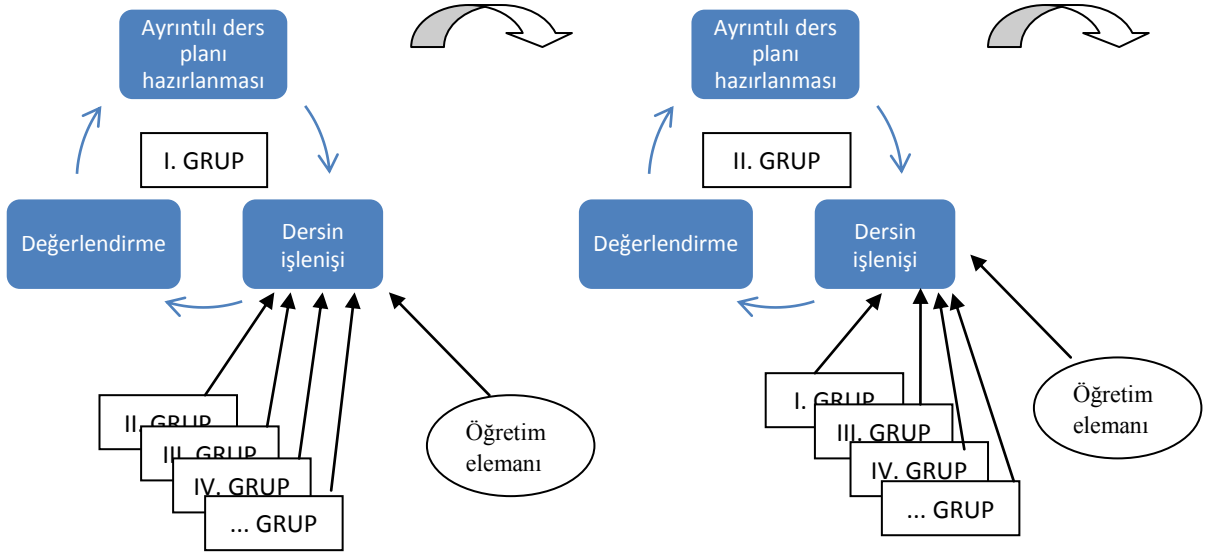 Ayrıntılı ders
planı
hazırlanması
I. GRUP
Değerlendirme
Dersin
işlenişi
II. GRUP
III. GRUP
IV. GRUP
... GRUP
Öğretim
elemanı
Ayrıntılı ders
planı
hazırlanması
II. GRUP
Değerlendirme
Dersin
işlenişi
I. GRUP
III. GRUP
IV. GRUP
... GRUP
Öğretim
elemanı